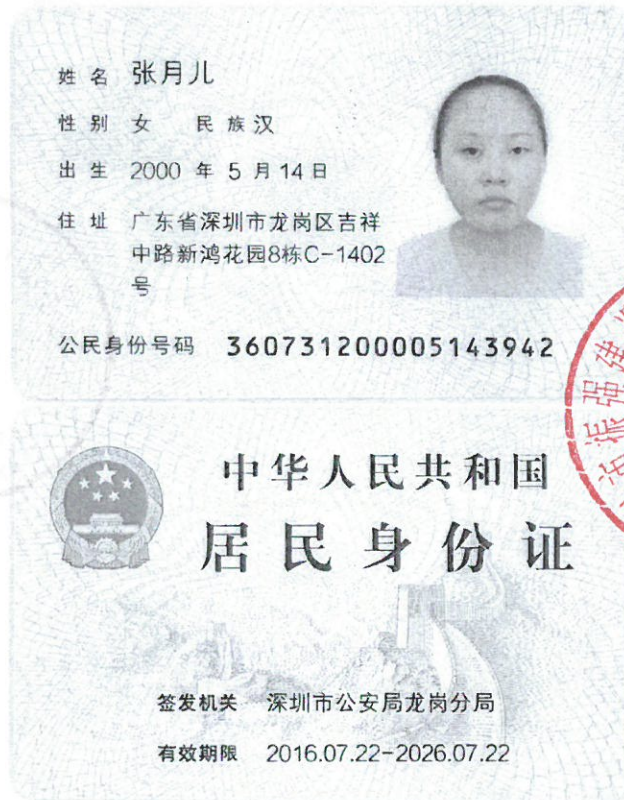 姓名 张月儿
性别 女 民族 汉
出生 2000 年 5 月 14 日
住址 广东省深圳市龙岗区吉祥
中路新鸿花园8栋C-1402
号
公民身份号码 360731200005143942
中华人民共和国
居民身份证
签发机关 深圳市公安局龙岗分局
有效期限 2016.07.22-2026.07.22
振强建